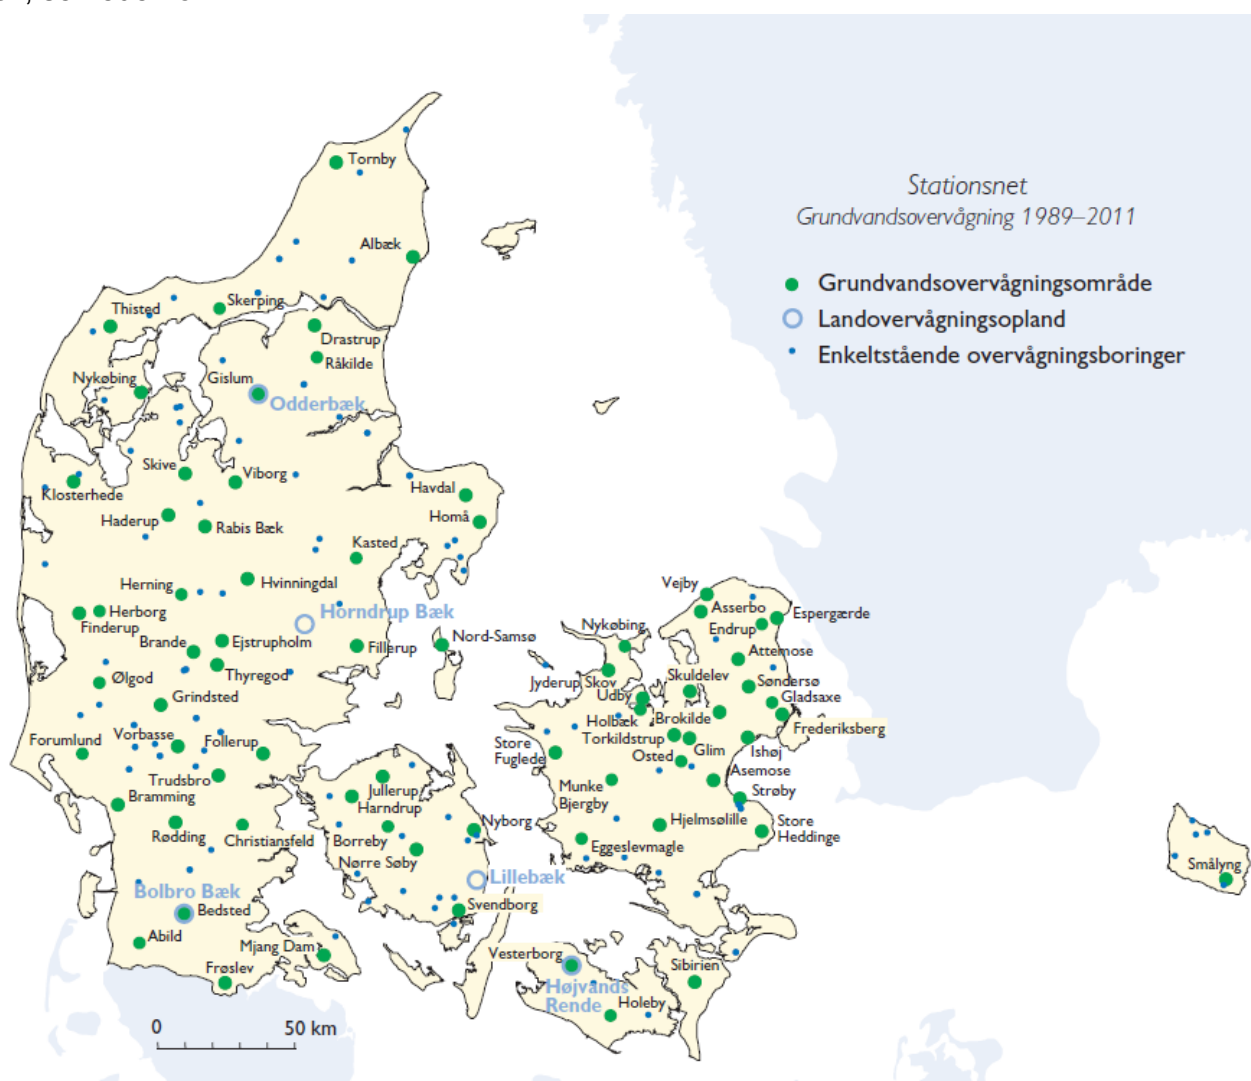 Stationsnet
Grundvandsovervågning 1989–2011
Grundvandsovervågningsområde
Landovervågningsopland
Enkeltstående overvågningsboringer
Tornby
Albæk
Skerping
Thisted
Drastrup
Råkilde
Nykøbing
Gislum
Odderbæk
Skive
Viborg
Klosterhede
Havdal
Homå
Haderup
Rabis Bæk
Kasted
Herning
Hvinningdal
Horndrup Bæk
Herborg
Finderup
Brande
Ejstrupholm
Fillerup
Nord-Samsø
Ølgod
Thyregod
Grindsted
Vorbasse
Forumlund
Follerup
Trudsbro
Bramming
Rødding
Christiansfeld
Jullerup
Harndrup
Borreby
Nyborg
Nørre Søby
Lillebæk
Svendborg
Bolbro Bæk
Bedsted
Abild
Mjang Dam
Frøslev
Vejby
Asserbo
Espergærde
Endrup
Nykøbing
Attemose
Jyderup Skov
Skuldelev
Søndersø
Udby
Gladsaxe
Holbæk
Brokilde
Frederiksberg
Torkildstrup
Store
Fuglede
Osted
Glim
Ishøj
Asemose
Munke
Bjergby
Strøby
Hjelmsølille
Store
Heddinge
Eggeslevmagle
Smålyng
Vesterborg
Sibirien
Højvands
Rende
Holeby
0
50 km